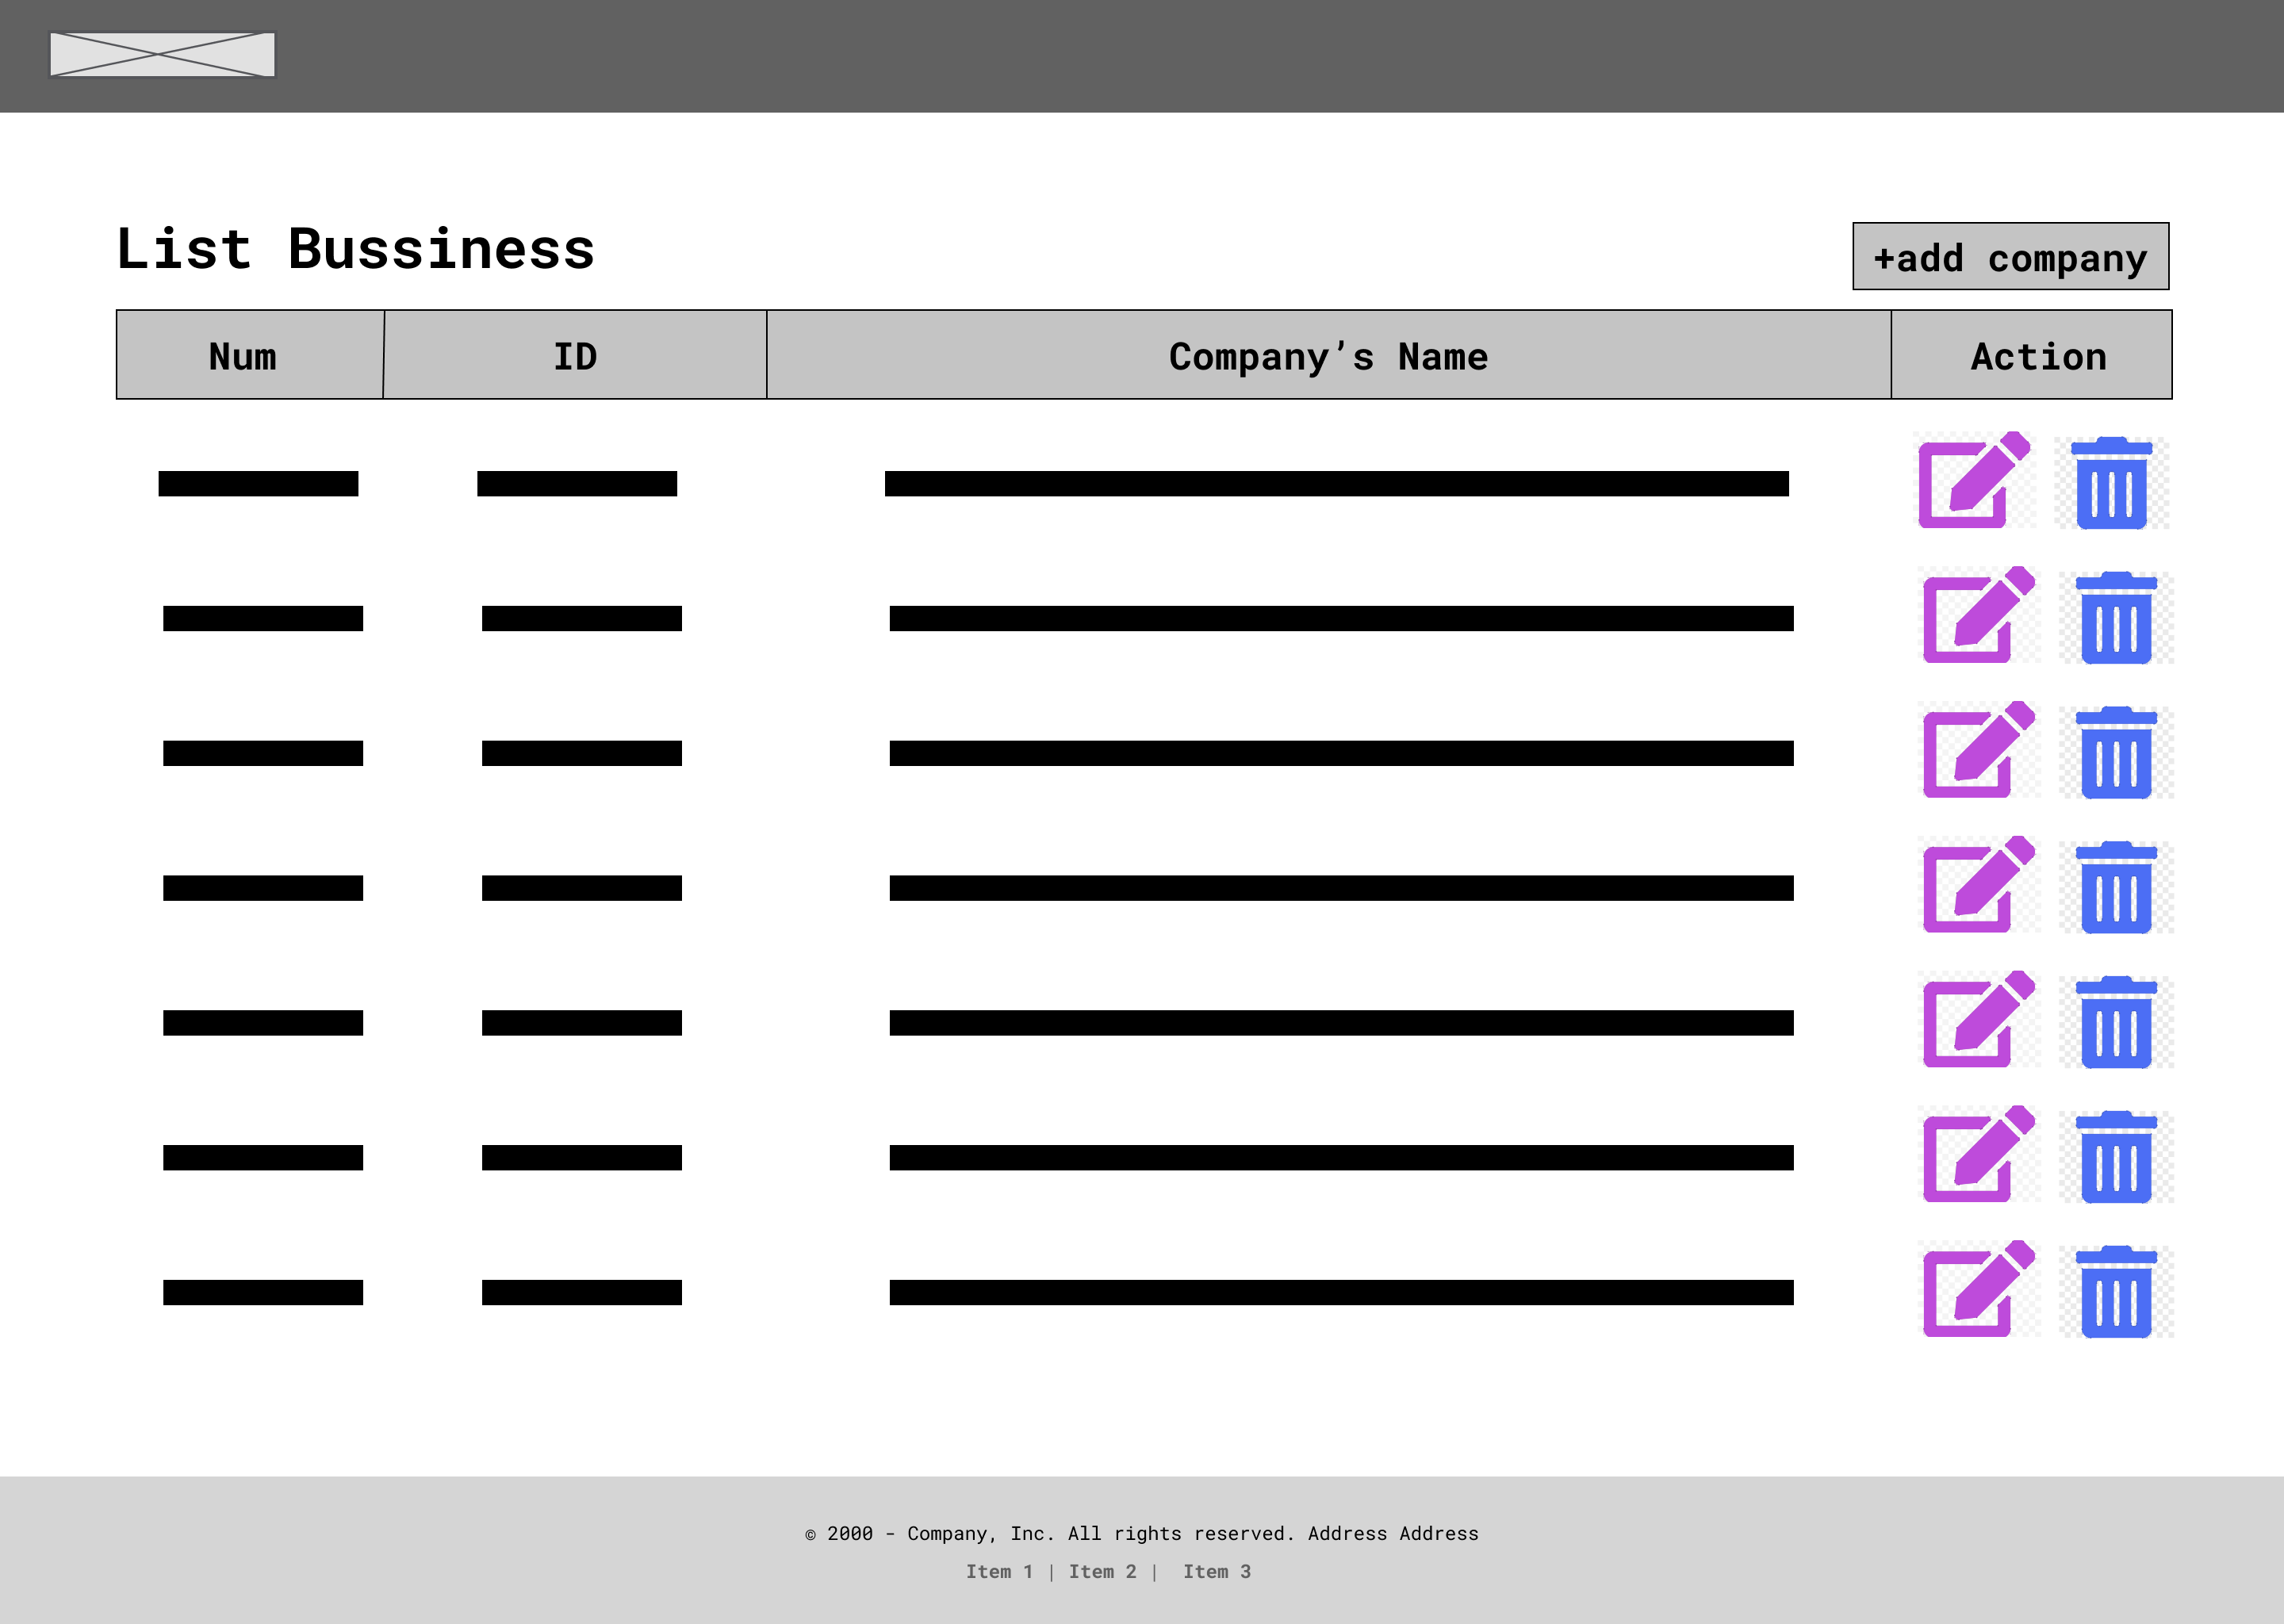 List Bussiness
+add company
Num ID Company’s Name Action
© 2000 - Company, Inc. All rights reserved. Address Address
Item 1 | Item 2 | Item 3